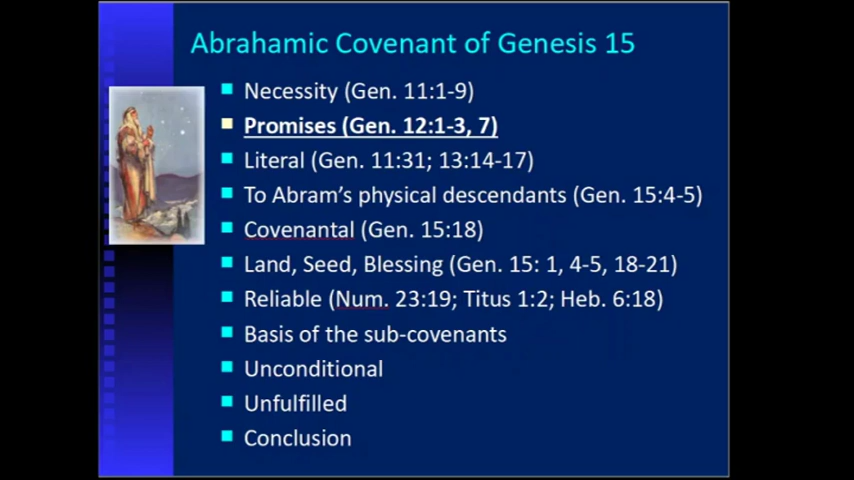 Abrahamic Covenant of Genesis 15
Necessity (Gen. 11:1-9)
Promises (Gen. 12:1-3, 7)
Literal (Gen. 11:31; 13:14-17)
To Abram's physical descendants (Gen. 15:4-5)
Covenantal (Gen. 15:18)
Land, Seed, Blessing (Gen. 15: 1, 4-5, 18-21)
Reliable (Num. 23:19; Titus 1:2; Heb. 6:18)
Basis of the sub-covenants
Unconditional
Unfulfilled
Conclusion